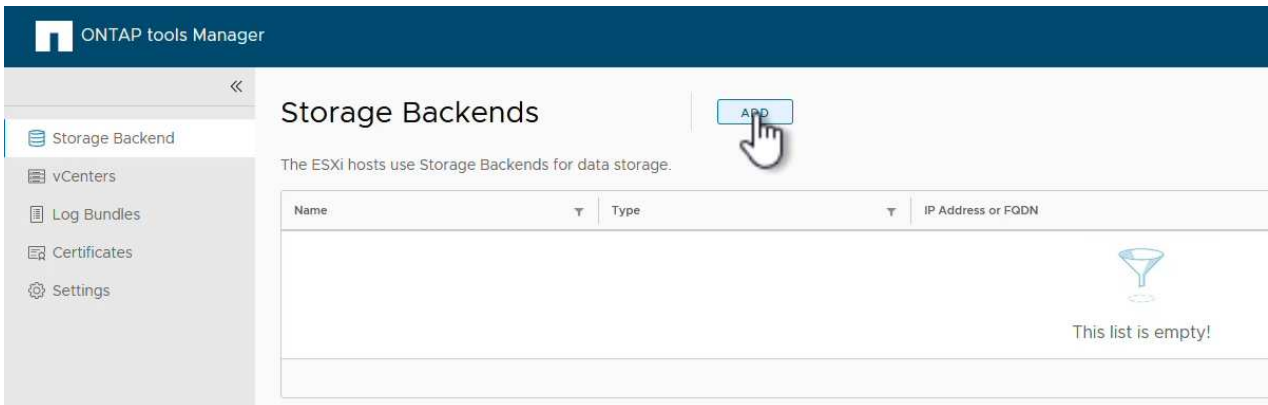 ONTAP tools Manager
Storage Backends
ADD
Storage Backend
The ESXi hosts use Storage Backends for data storage.
vCenters
Name
Type
IP Address or FQDN
Log Bundles
Certificates
Settings
This list is empty!